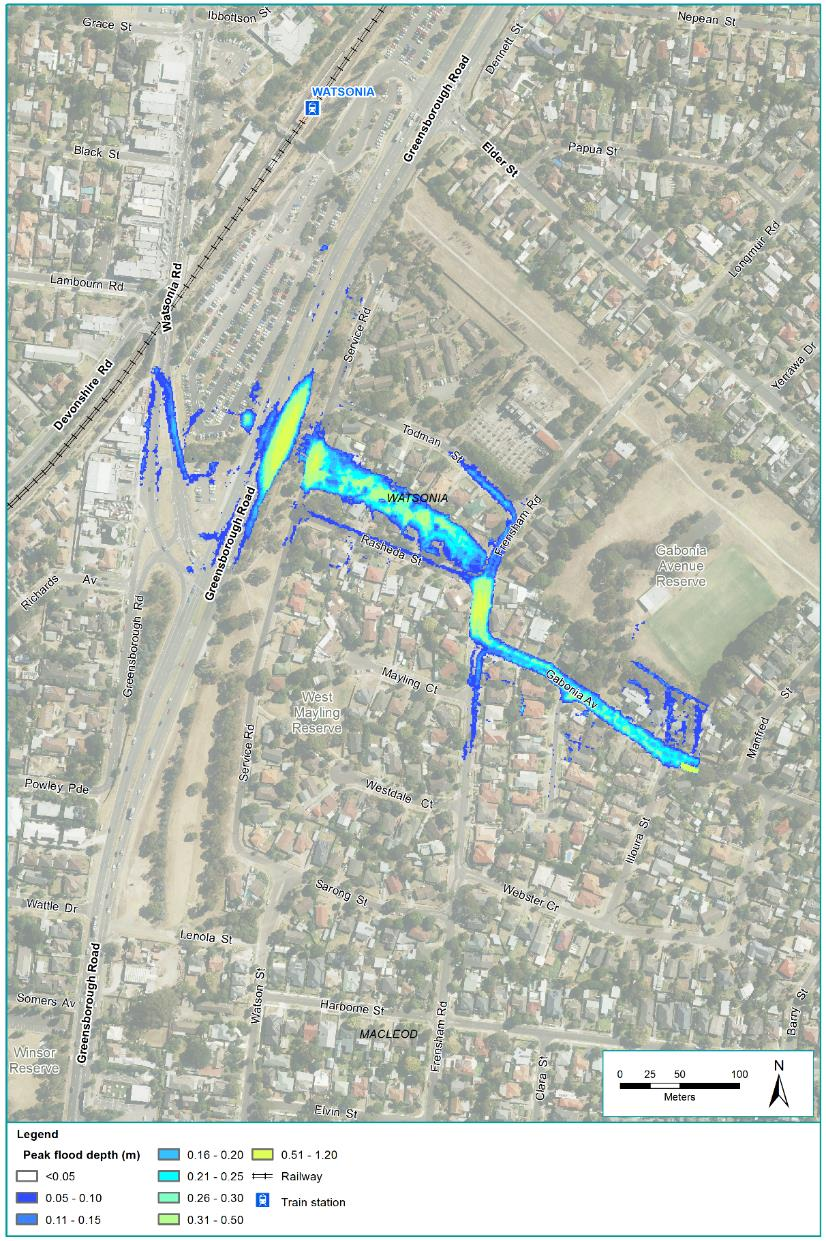 Grace St
Ibbottson St
Nepean St
Dennett St
WATSONIA
Greensborough Road
Black St
Elder St
Papua St
Longmuir Rd
Lambourn Rd
Watsonia Rd
Service Rd
Yerrawa Dr
Devonshire Rd
Todman St
WATSONIA
Frensham Rd
Greensborough Road
Rasheda St
Gabonia
Avenue
Reserve
Richards Av
Greensborough Rd
Mayling Ct
Gabonia Av
West
Mayling
Reserve
Manfred St
Service Rd
Powley Pde
Westdale Ct
Illoura St
Sarong St
Webster Cr
Wattle Dr
Lenola St
Greensborough Road
Watson St
Somers Av
Harborne St
Frensham Rd
Barry St
MACLEOD
Winsor
Reserve
Clara St
Elvin St
N
0 25 50 100
Meters
Legend
Peak flood depth (m)
<0.05
0.05 - 0.10
0.11 - 0.15
0.16 - 0.20
0.21 - 0.25
0.26 - 0.30
0.31 - 0.50
0.51 - 1.20
Railway
Train station